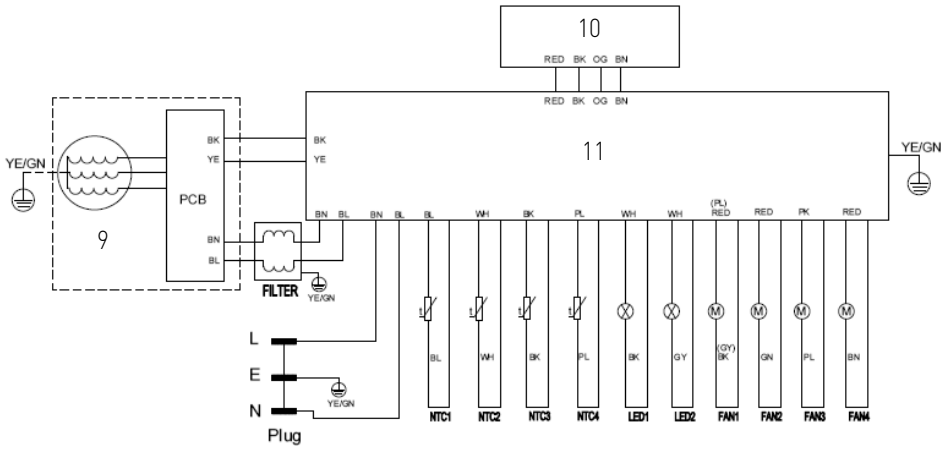 10
RED BK OG BN
RED BK OG BN
11
BK BK
YE YE
YE/GN
YE/GN
PCB
9
BN
BL
BN BL BN BL BL WH BK PL WH WH (PL) RED RED PK RED
FILTER
YE/GN
t t t t M M M M
L
E
N
YE/GN
Plug
BL WH BK PL BK GY (GY) BK GN PL BN
NTC1 NTC2 NTC3 NTC4 LED1 LED2 FAN1 FAN2 FAN3 FAN4